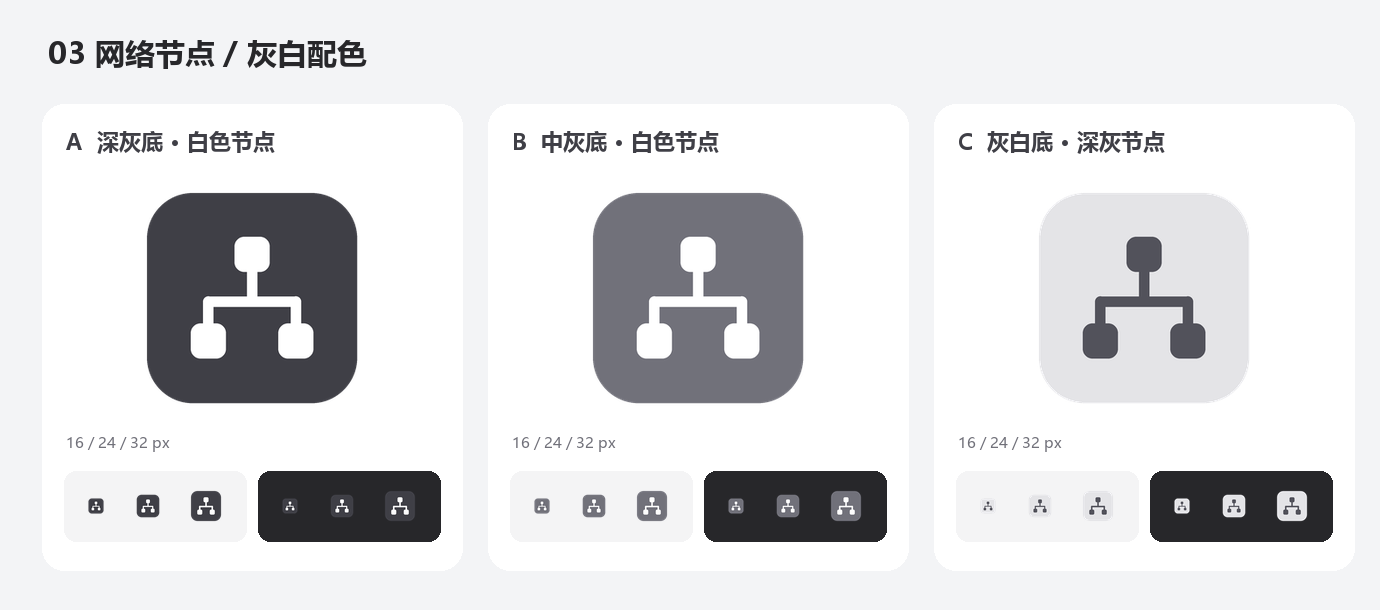 03 网络节点 / 灰白配色
A 深灰底 • 白色节点
B 中灰底 • 白色节点
C 灰白底 • 深灰节点
16 / 24 / 32 px
16 / 24 / 32 px
16 / 24 / 32 px